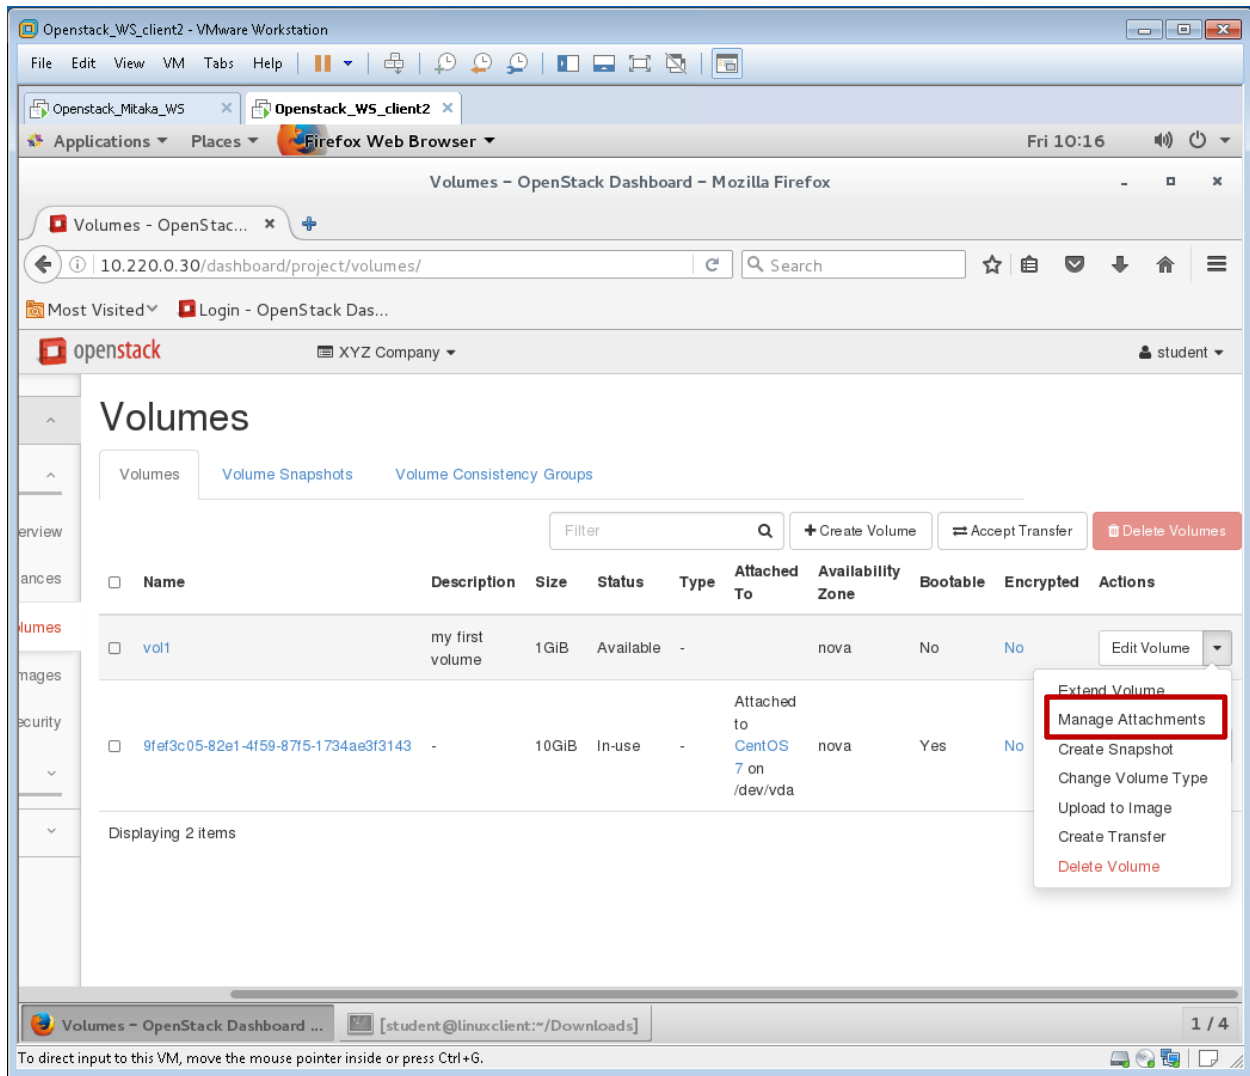 Openstack_WS_client2 - VMware Workstation
File Edit View VM Tabs Help
Openstack_Mitaka_WS
Openstack_WS_client2
Applications Places Firefox Web Browser Fri 10:16
Volumes - OpenStack Dashboard - Mozilla Firefox
Volumes - OpenStac...
10.220.0.30/dashboard/project/volumes/ Search
Most Visited Login - OpenStack Das...
openstack XYZ Company student
Volumes
Volumes Volume Snapshots Volume Consistency Groups
erview Filter + Create Volume Accept Transfer Delete Volumes
ances Name Description Size Status Type Attached To Availability Zone Bootable Encrypted Actions
lumes vol1 my first volume 1GiB Available - nova No No Edit Volume
mages
ecurity
Extend Volume
Manage Attachments
Create Snapshot
Change Volume Type
Upload to Image
Create Transfer
Delete Volume
9fef3c05-82e1-4f59-87f5-1734ae3f3143 - 10GiB In-use - Attached to CentOS 7 on /dev/vda nova Yes No
Displaying 2 items
Volumes - OpenStack Dashboard ... [student@linuxclient:~/Downloads] 1 / 4
To direct input to this VM, move the mouse pointer inside or press Ctrl+G.